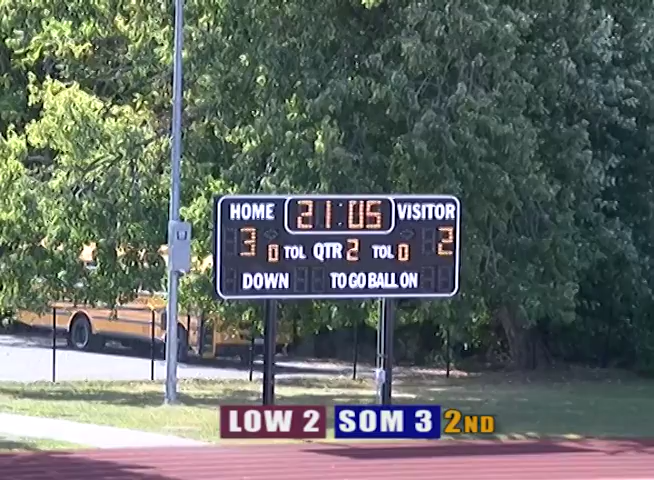 HOME 21:05 VISITOR
3 0 TOL QTR 2 TOL 0 2
DOWN TO GO BALL ON
LOW 2 SOM 3 2ND